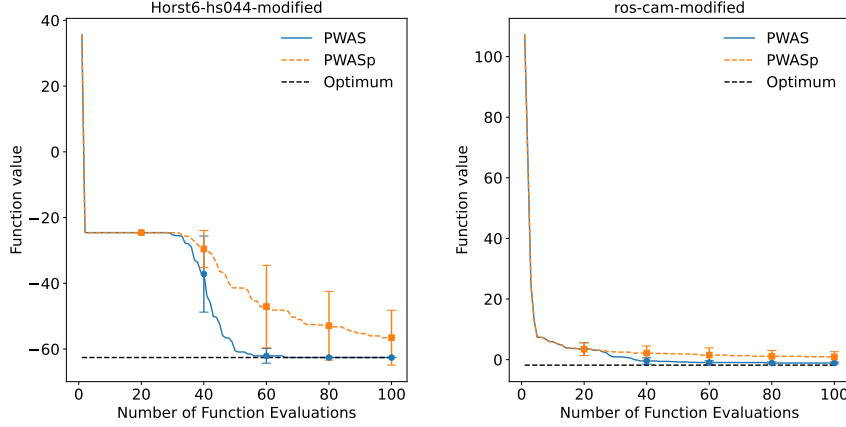 Horst6-hs044-modified
40
20
0
−20
−40
−60
Function value
0
20
40
60
80
100
Number of Function Evaluations
PWAS
PWASp
Optimum
ros-cam-modified
100
80
60
40
20
0
Function value
0
20
40
60
80
100
Number of Function Evaluations
PWAS
PWASp
Optimum